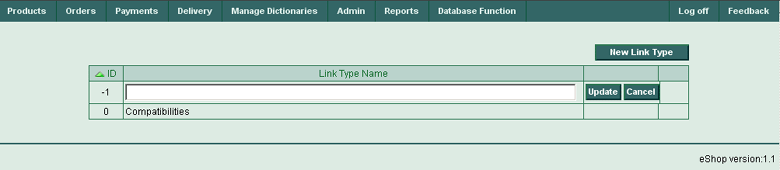 Products Orders Payments Delivery Manage Dictionaries Admin Reports Database Function Log off Feedback
New Link Type
ID Link Type Name
-1 Update Cancel
0 Compatibilities
eShop version:1.1